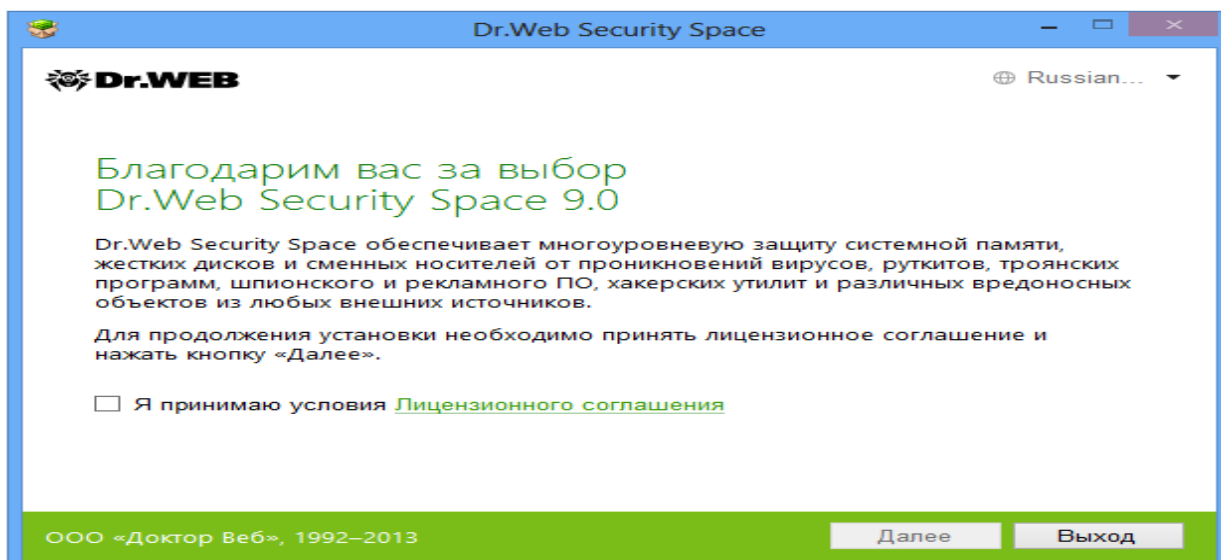 Dr.Web Security Space
Dr.WEB
Russian...
Благодарим вас за выбор
Dr.Web Security Space 9.0
Dr.Web Security Space обеспечивает многоуровневую защиту системной памяти,
жестких дисков и сменных носителей от проникновений вирусов, руткитов, троянских
программ, шпионского и рекламного ПО, хакерских утилит и различных вредоносных
объектов из любых внешних источников.
Для продолжения установки необходимо принять лицензионное соглашение и
нажать кнопку «Далее».
Я принимаю условия Лицензионного соглашения
ООО «Доктор Веб», 1992–2013
Далее
Выход